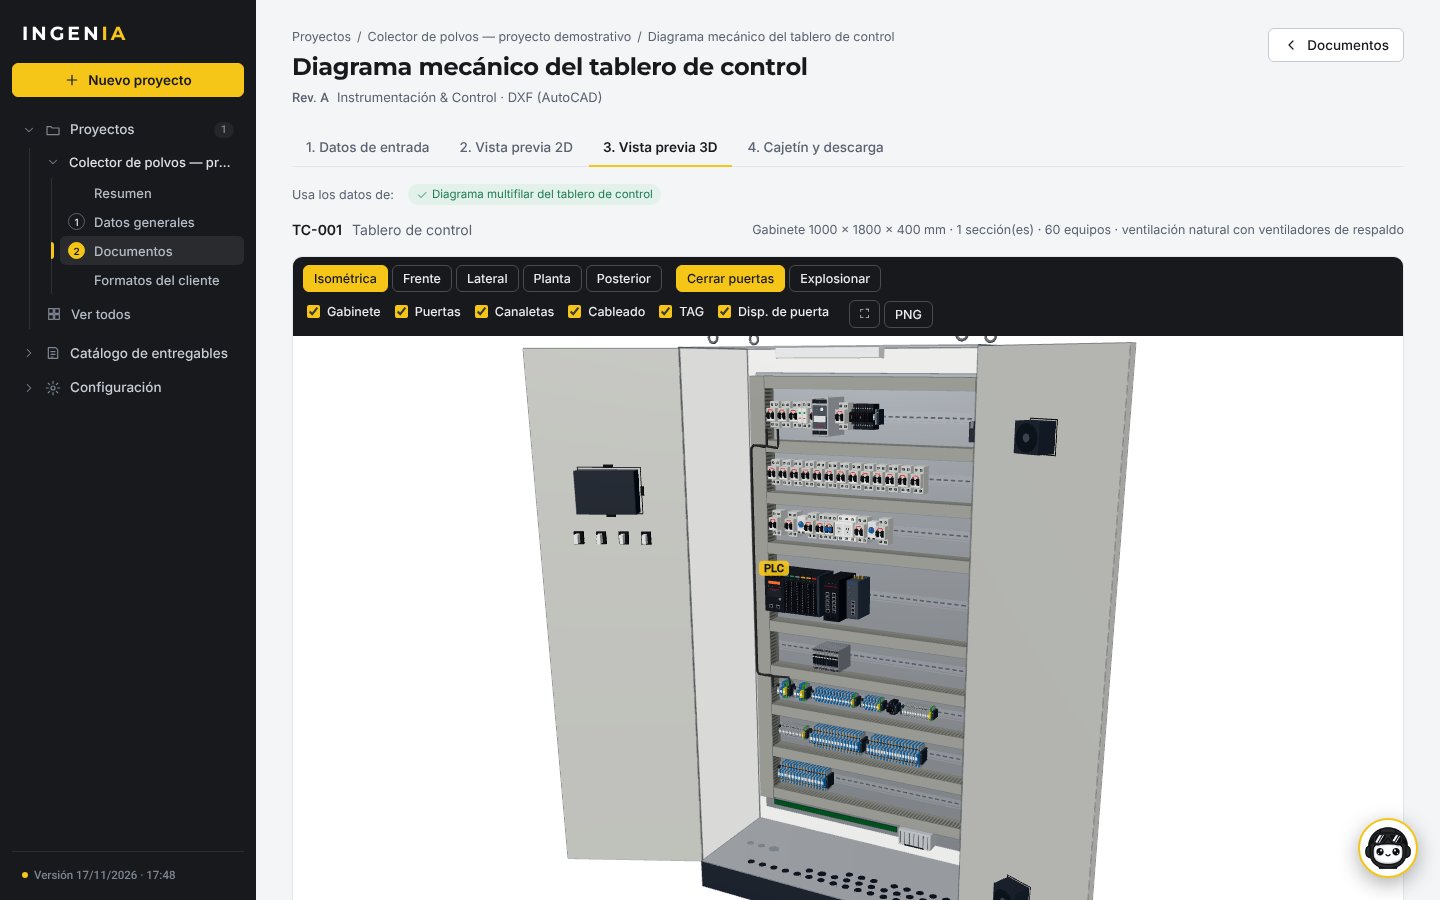 INGENIA
Nuevo proyecto
Proyectos 1
Colector de polvos — pr...
Resumen
1 Datos generales
2 Documentos
Formatos del cliente
Ver todos
Catálogo de entregables
Configuración
Versión 17/11/2026 · 17:48
Proyectos / Colector de polvos — proyecto demostrativo / Diagrama mecánico del tablero de control
Documentos
Diagrama mecánico del tablero de control
Rev. A Instrumentación & Control · DXF (AutoCAD)
1. Datos de entrada 2. Vista previa 2D 3. Vista previa 3D 4. Cajetín y descarga
Usa los datos de: Diagrama multifilar del tablero de control
TC-001 Tablero de control Gabinete 1000 × 1800 × 400 mm · 1 sección(es) · 60 equipos · ventilación natural con ventiladores de respaldo
Isométrica Frente Lateral Planta Posterior Cerrar puertas Explosionar
Gabinete Puertas Canaletas Cableado TAG Disp. de puerta PNG
PLC